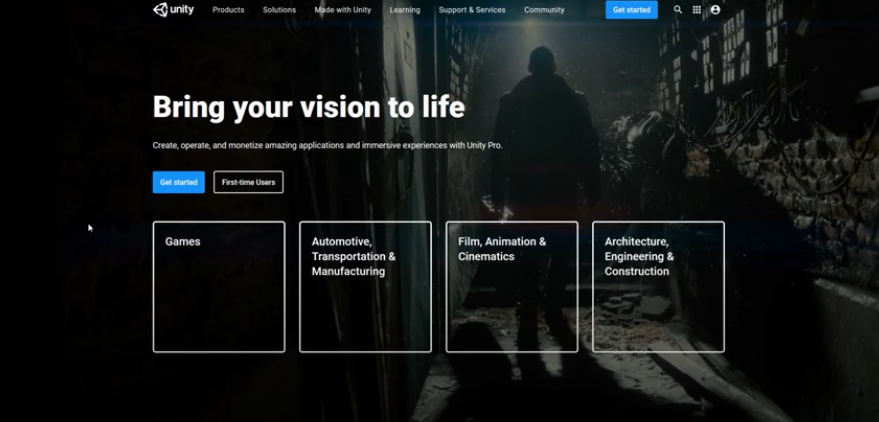 unity
Products
Solutions
Made with Unity
Learning
Support & Services
Community
Get started
Bring your vision to life
Create, operate, and monetize amazing applications and immersive experiences with Unity Pro.
Get started
First-time Users
Games
Automotive,
Transportation &
Manufacturing
Film, Animation &
Cinematics
Architecture,
Engineering &
Construction